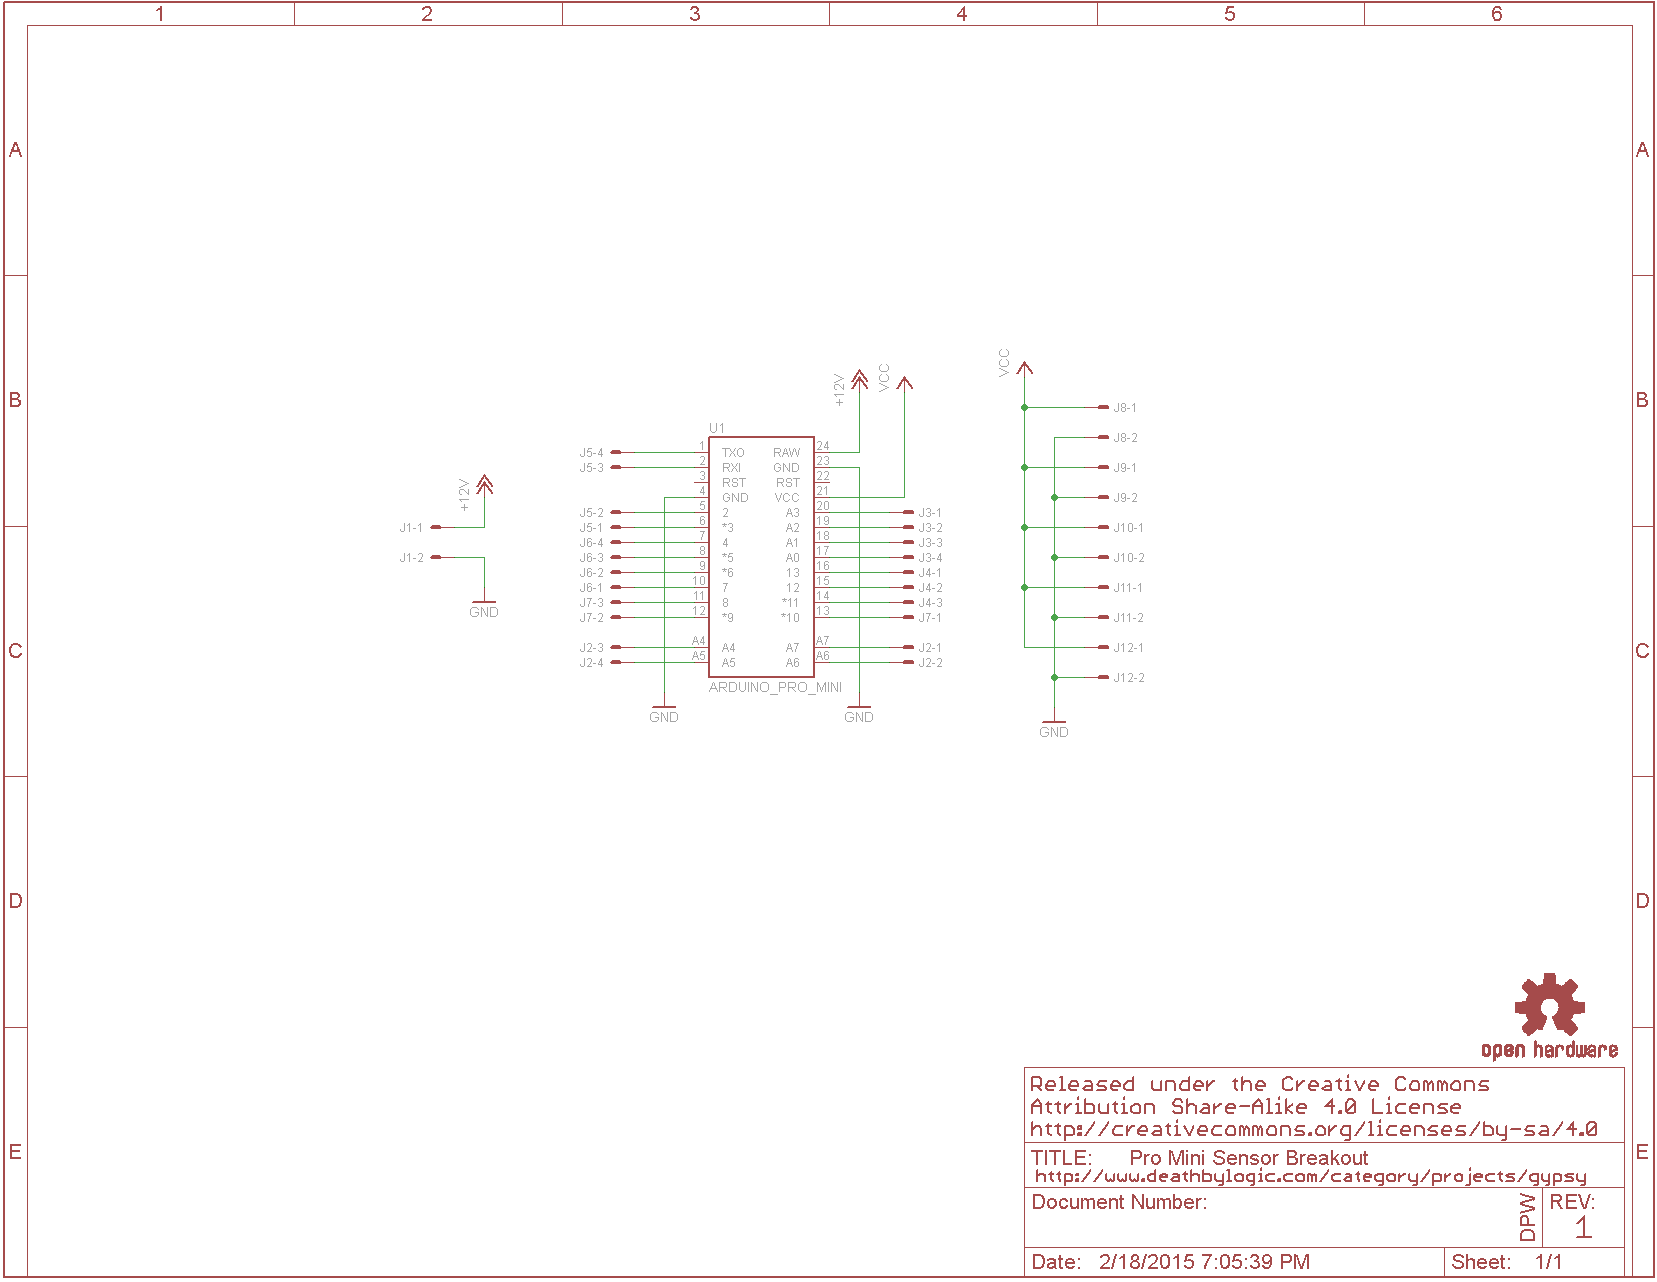 1 2 3 4 5 6
A A
B B
C C
D D
E E
+12V
J1-1
J1-2
GND
U1
+12V
VCC
J5-4 1 TXO RAW 24
J5-3 2 RXI GND 23
3 RST RST 22
4 GND VCC 21
J5-2 5 2 A3 20 J3-1
J5-1 6 *3 A2 19 J3-2
J6-4 7 4 A1 18 J3-3
J6-3 8 *5 A0 17 J3-4
J6-2 9 *6 13 16 J4-1
J6-1 10 7 12 15 J4-2
J7-3 11 8 *11 14 J4-3
J7-2 12 *9 *10 13 J7-1
J2-3 A4 A4 A7 A7 J2-1
J2-4 A5 A5 A6 A6 J2-2
ARDUINO_PRO_MINI
GND
GND
VCC
J8-1
J8-2
J9-1
J9-2
J10-1
J10-2
J11-1
J11-2
J12-1
J12-2
GND
open hardware
Released under the Creative Commons
Attribution Share-Alike 4.0 License
http://creativecommons.org/licenses/by-sa/4.0
TITLE: Pro Mini Sensor Breakout
http://www.deathbylogic.com/category/projects/gypsy
Document Number:
DPW
REV:
1
Date: 2/18/2015 7:05:39 PM
Sheet: 1/1